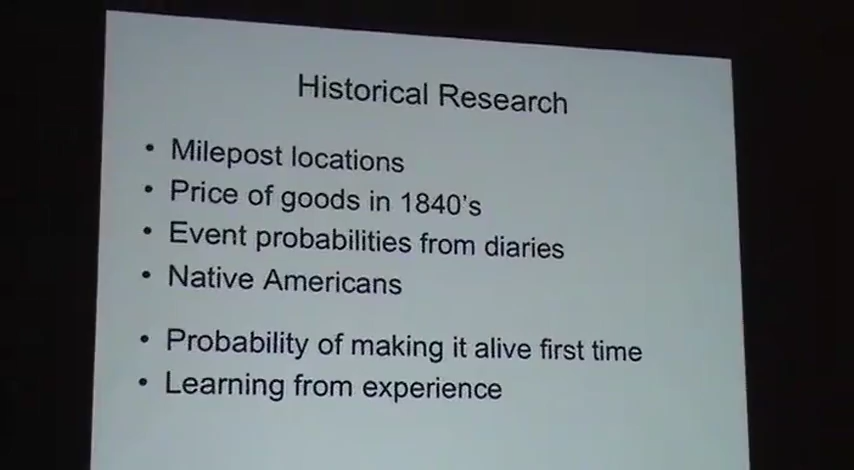 Historical Research
• Milepost locations
• Price of goods in 1840's
• Event probabilities from diaries
• Native Americans
• Probability of making it alive first time
• Learning from experience